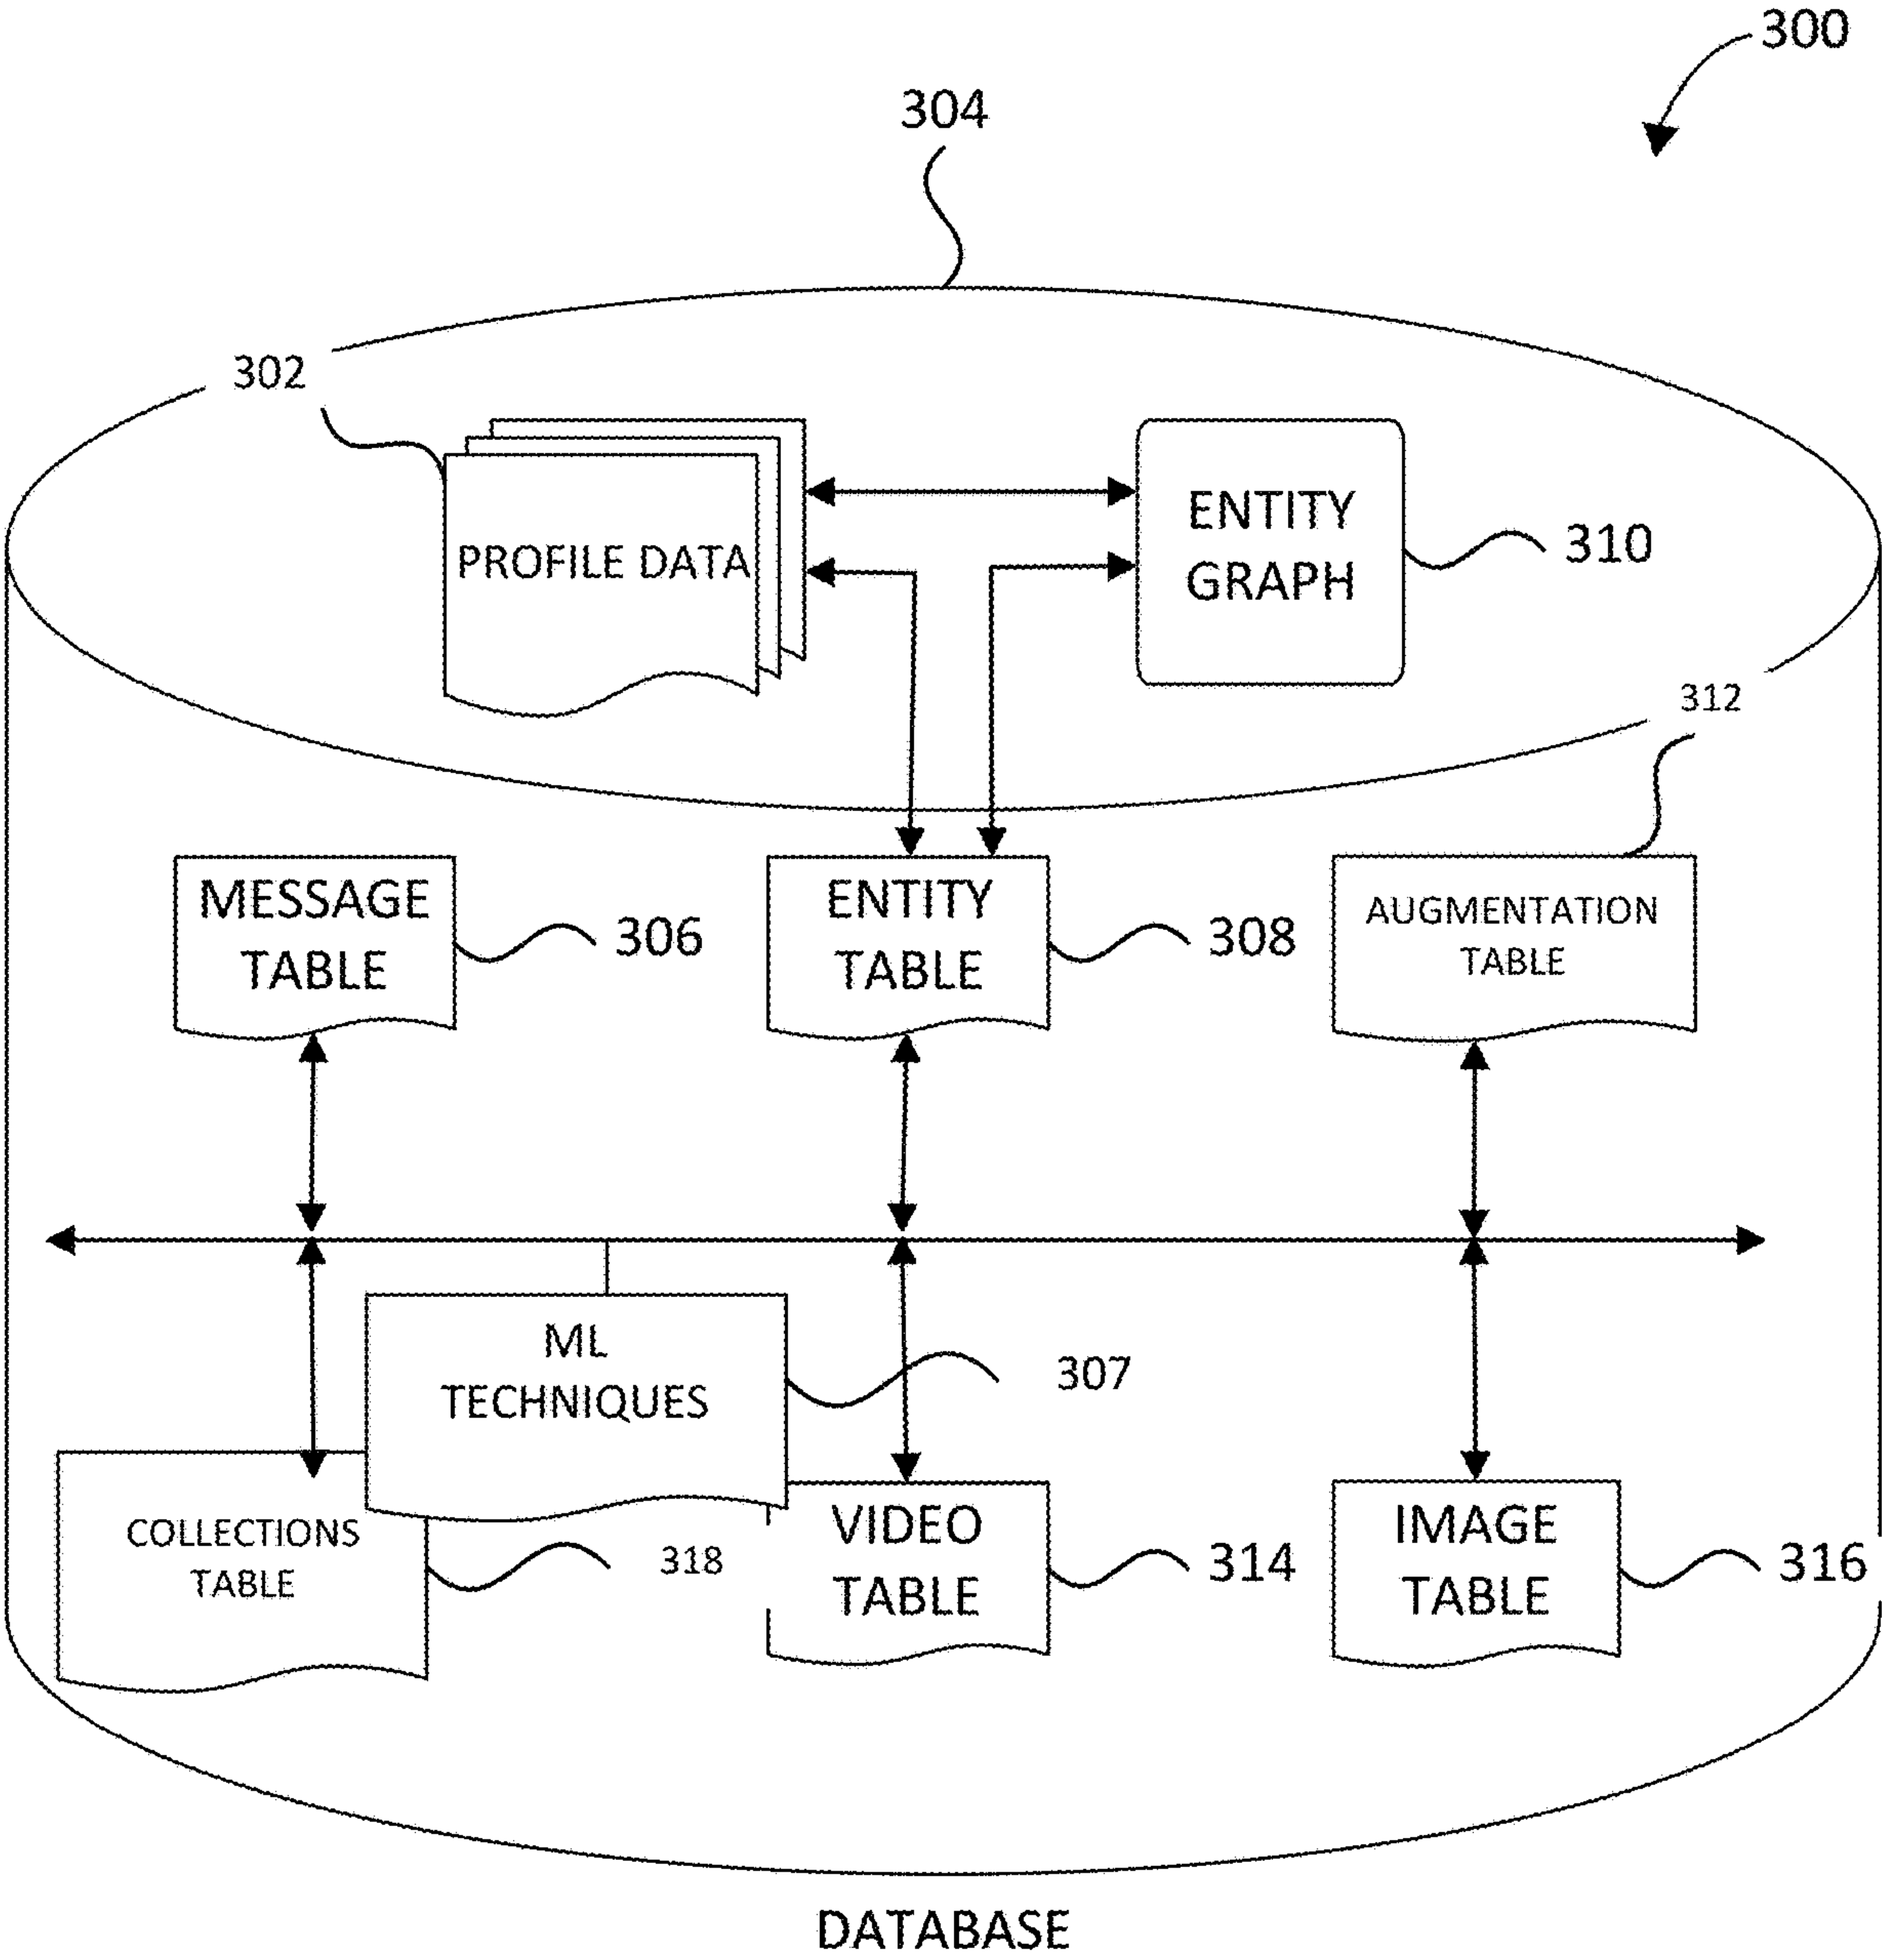 300
304
302
PROFILE DATA
ENTITY
GRAPH
310
312
MESSAGE
TABLE
306
ENTITY
TABLE
308
AUGMENTATION
TABLE
ML
TECHNIQUES
307
COLLECTIONS
TABLE
318
VIDEO
TABLE
314
IMAGE
TABLE
316
DATABASE